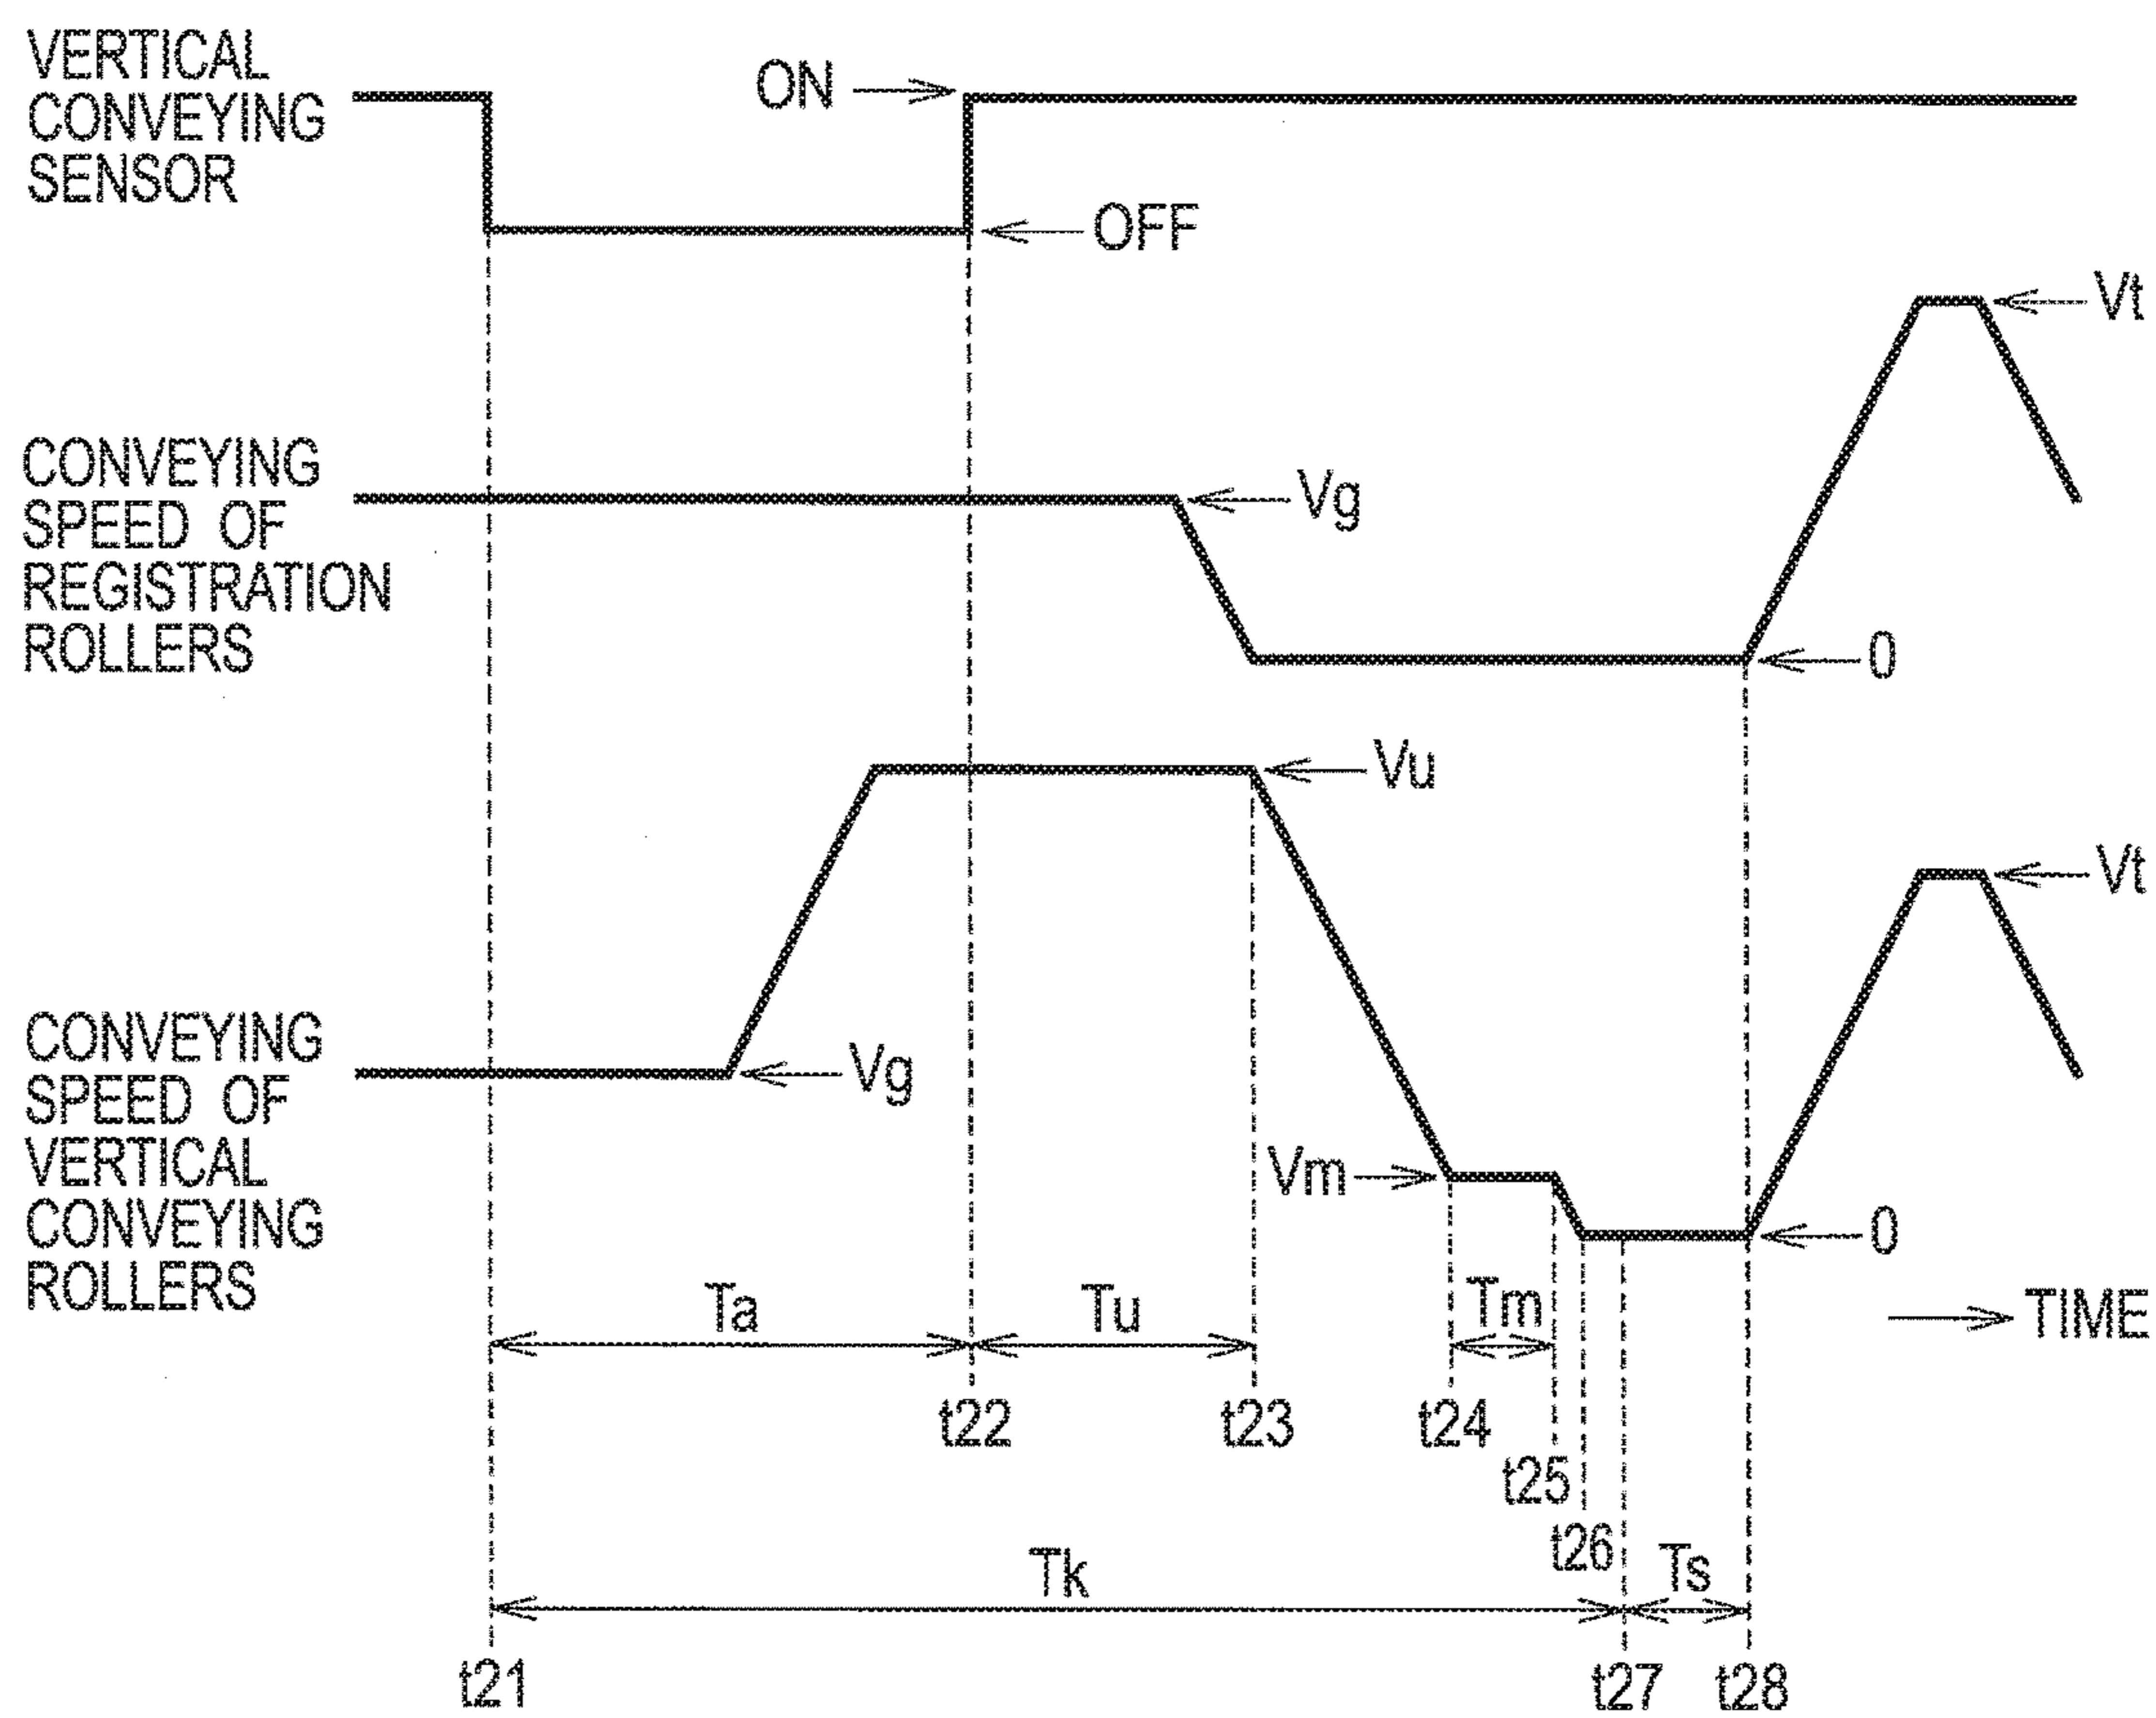 VERTICAL
CONVEYING
SENSOR
ON
OFF
Vt
CONVEYING
SPEED OF
REGISTRATION
ROLLERS
Vg
0
Vu
Vt
CONVEYING
SPEED OF
VERTICAL
CONVEYING
ROLLERS
Vg
Vm
0
Ta
Tu
Tm
TIME
t22
t23
t24
t25
t26
Tk
Ts
t21
t27
t28